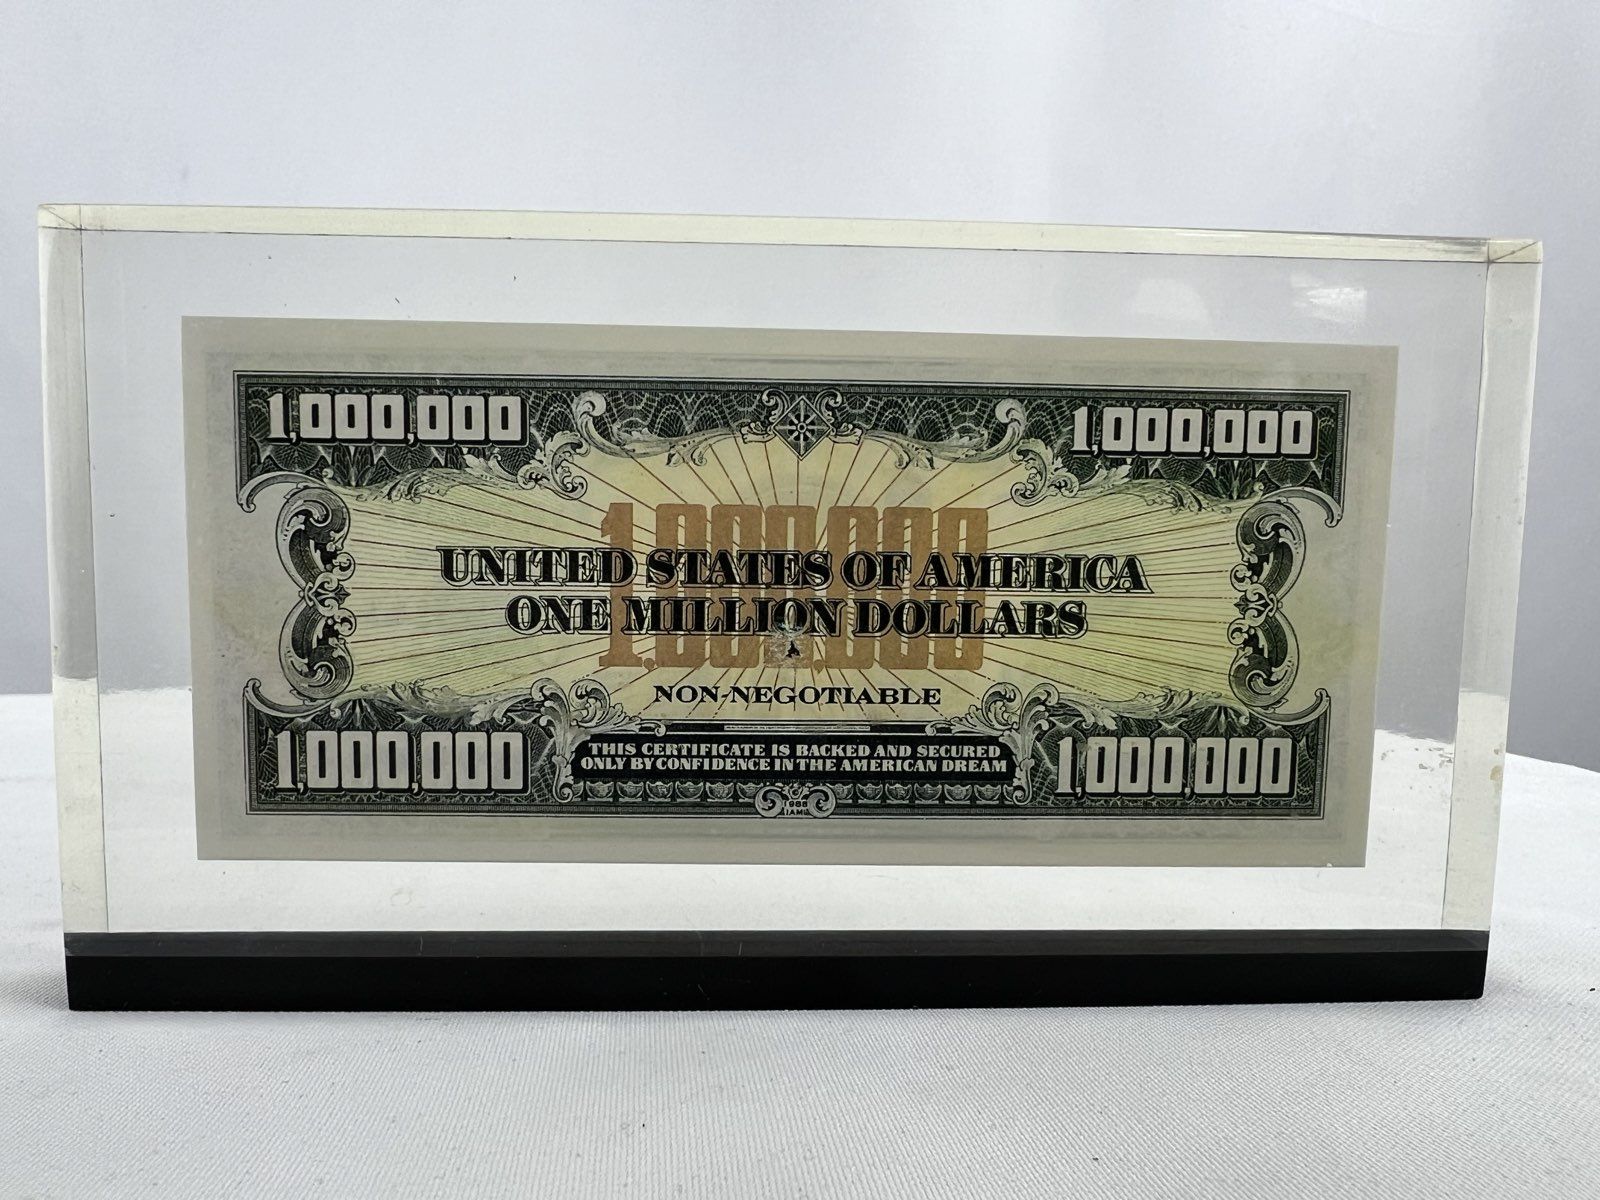 1,000,000 1,000,000
1,000,000
UNITED STATES OF AMERICA
ONE MILLION DOLLARS
NON-NEGOTIABLE
1,000,000 1,000,000
THIS CERTIFICATE IS BACKED AND SECURED
ONLY BY CONFIDENCE IN THE AMERICAN DREAM
IAM